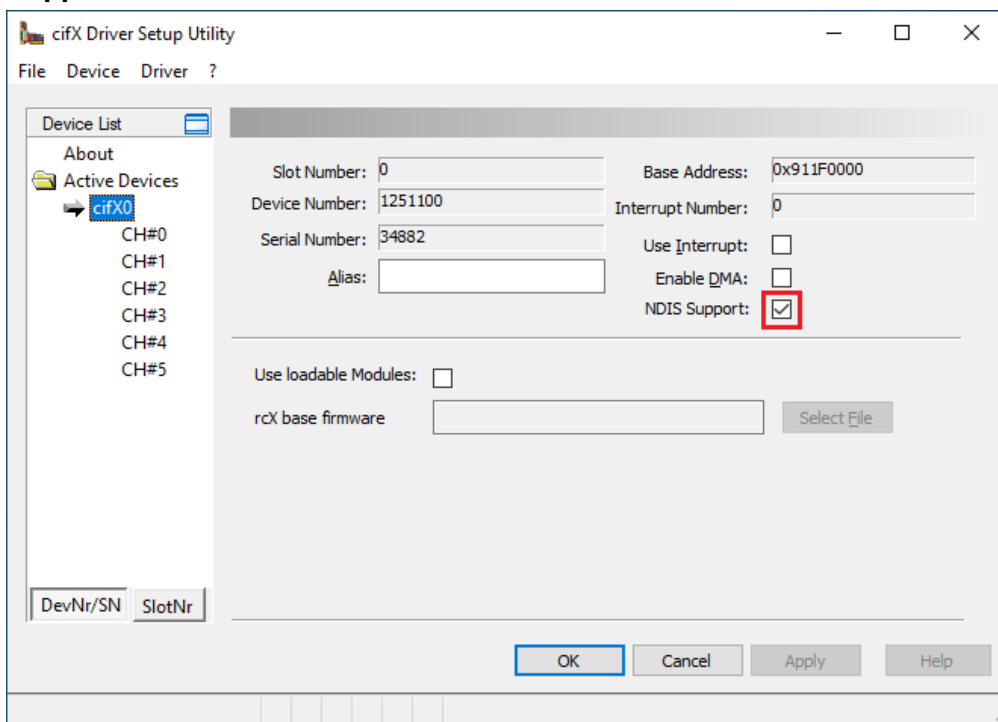 cifX Driver Setup Utility
File Device Driver ?
Device List
About
Active Devices
cifX0
CH#0
CH#1
CH#2
CH#3
CH#4
CH#5
DevNr/SN SlotNr
Slot Number: 0
Device Number: 1251100
Serial Number: 34882
Alias:
Base Address: 0x911F0000
Interrupt Number: 0
Use Interrupt:
Enable DMA:
NDIS Support:
Use loadable Modules:
rcX base firmware Select File
OK Cancel Apply Help